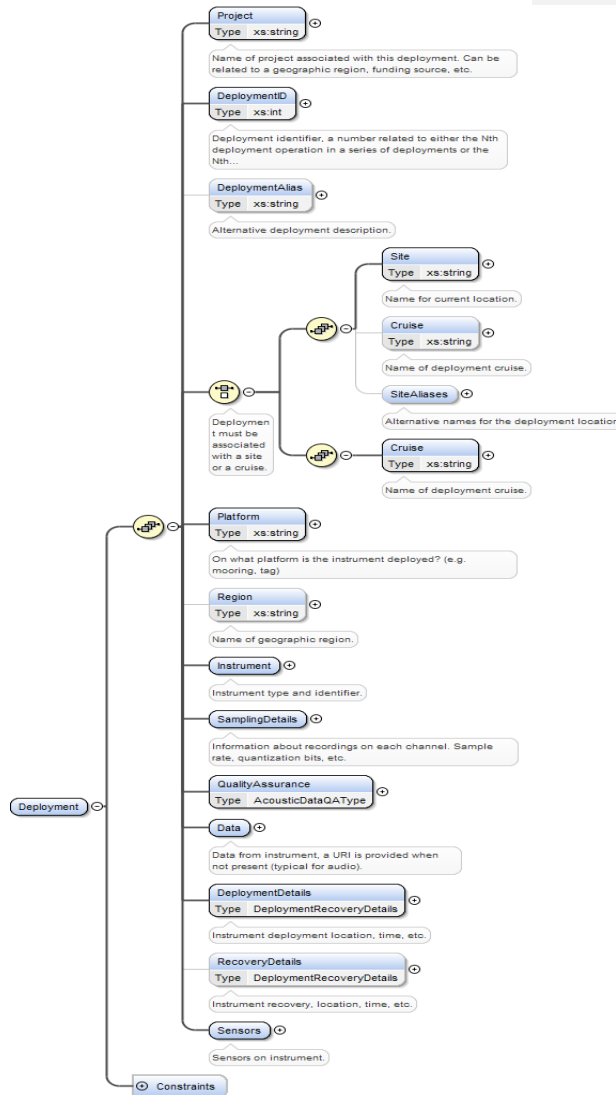 Project
Type xs:string
Name of project associated with this deployment. Can be
related to a geographic region, funding source, etc.
DeploymentID
Type xs:int
Deployment identifier, a number related to either the Nth
deployment operation in a series of deployments or the
Nth...
DeploymentAlias
Type xs:string
Alternative deployment description.
Site
Type xs:string
Name for current location.
Cruise
Type xs:string
Name of deployment cruise.
SiteAliases
Alternative names for the deployment location
Deploymen
t must be
associated
with a site
or a cruise.
Cruise
Type xs:string
Name of deployment cruise.
Platform
Type xs:string
On what platform is the instrument deployed? (e.g.
mooring, tag)
Region
Type xs:string
Name of geographic region.
Instrument
Instrument type and identifier.
SamplingDetails
Information about recordings on each channel. Sample
rate, quantization bits, etc.
QualityAssurance
Type AcousticDataQAType
Deployment
Data
Data from instrument, a URI is provided when
not present (typical for audio).
DeploymentDetails
Type DeploymentRecoveryDetails
Instrument deployment location, time, etc.
RecoveryDetails
Type DeploymentRecoveryDetails
Instrument recovery, location, time, etc.
Sensors
Sensors on instrument.
Constraints